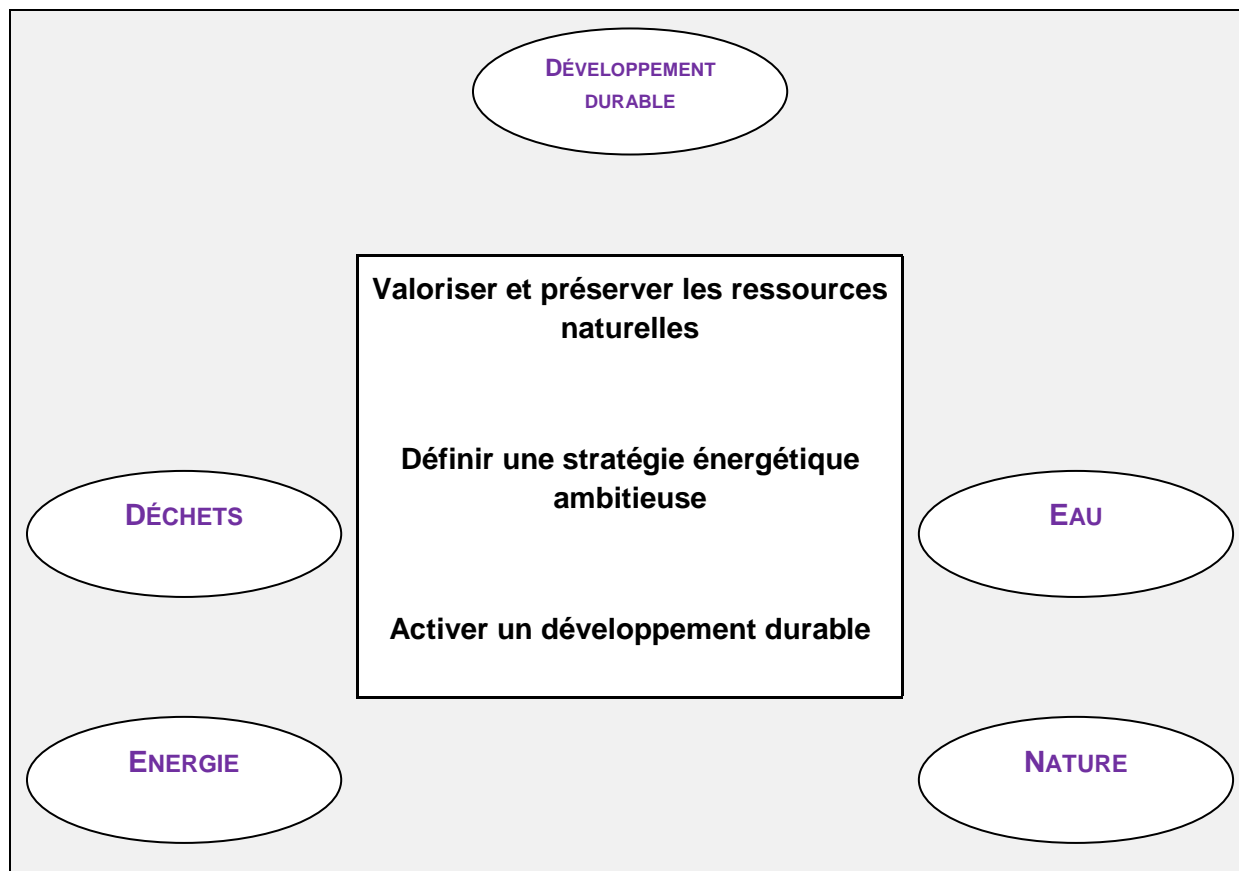 DÉVELOPPEMENT
DURABLE
Valoriser et préserver les ressources
naturelles
Définir une stratégie énergétique
ambitieuse
DÉCHETS
EAU
Activer un développement durable
ENERGIE
NATURE